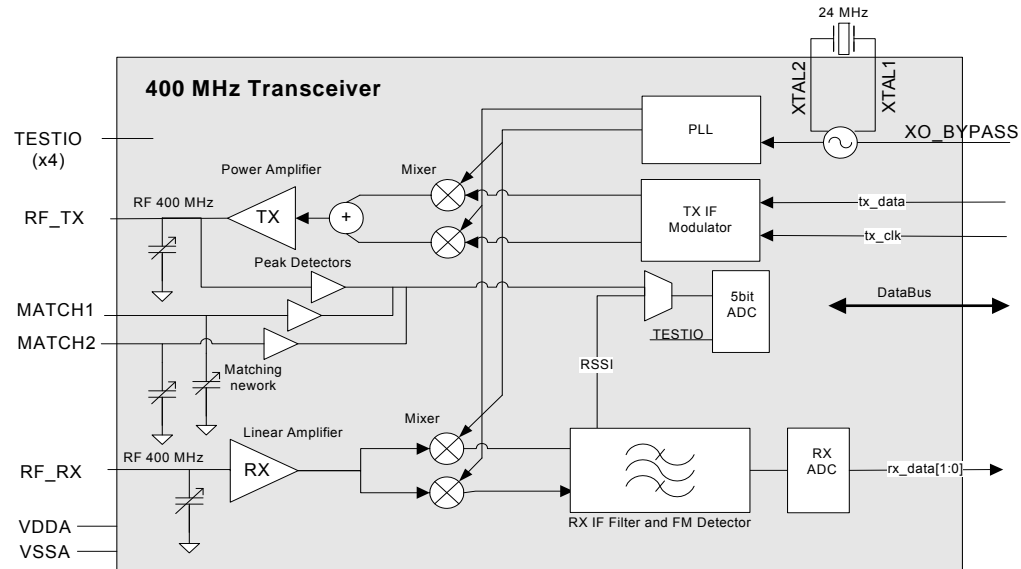 24 MHz
XTAL2
XTAL1
400 MHz Transceiver
TESTIO
(x4)
PLL
XO_BYPASS
Power Amplifier
Mixer
RF 400 MHz
RF_TX
TX
+
TX IF
Modulator
tx_data
tx_clk
Peak Detectors
MATCH1
MATCH2
5bit
ADC
DataBus
TESTIO
RSSI
Matching
nework
Mixer
Linear Amplifier
RF 400 MHz
RF_RX
RX
RX
ADC
rx_data[1:0]
RX IF Filter and FM Detector
VDDA
VSSA